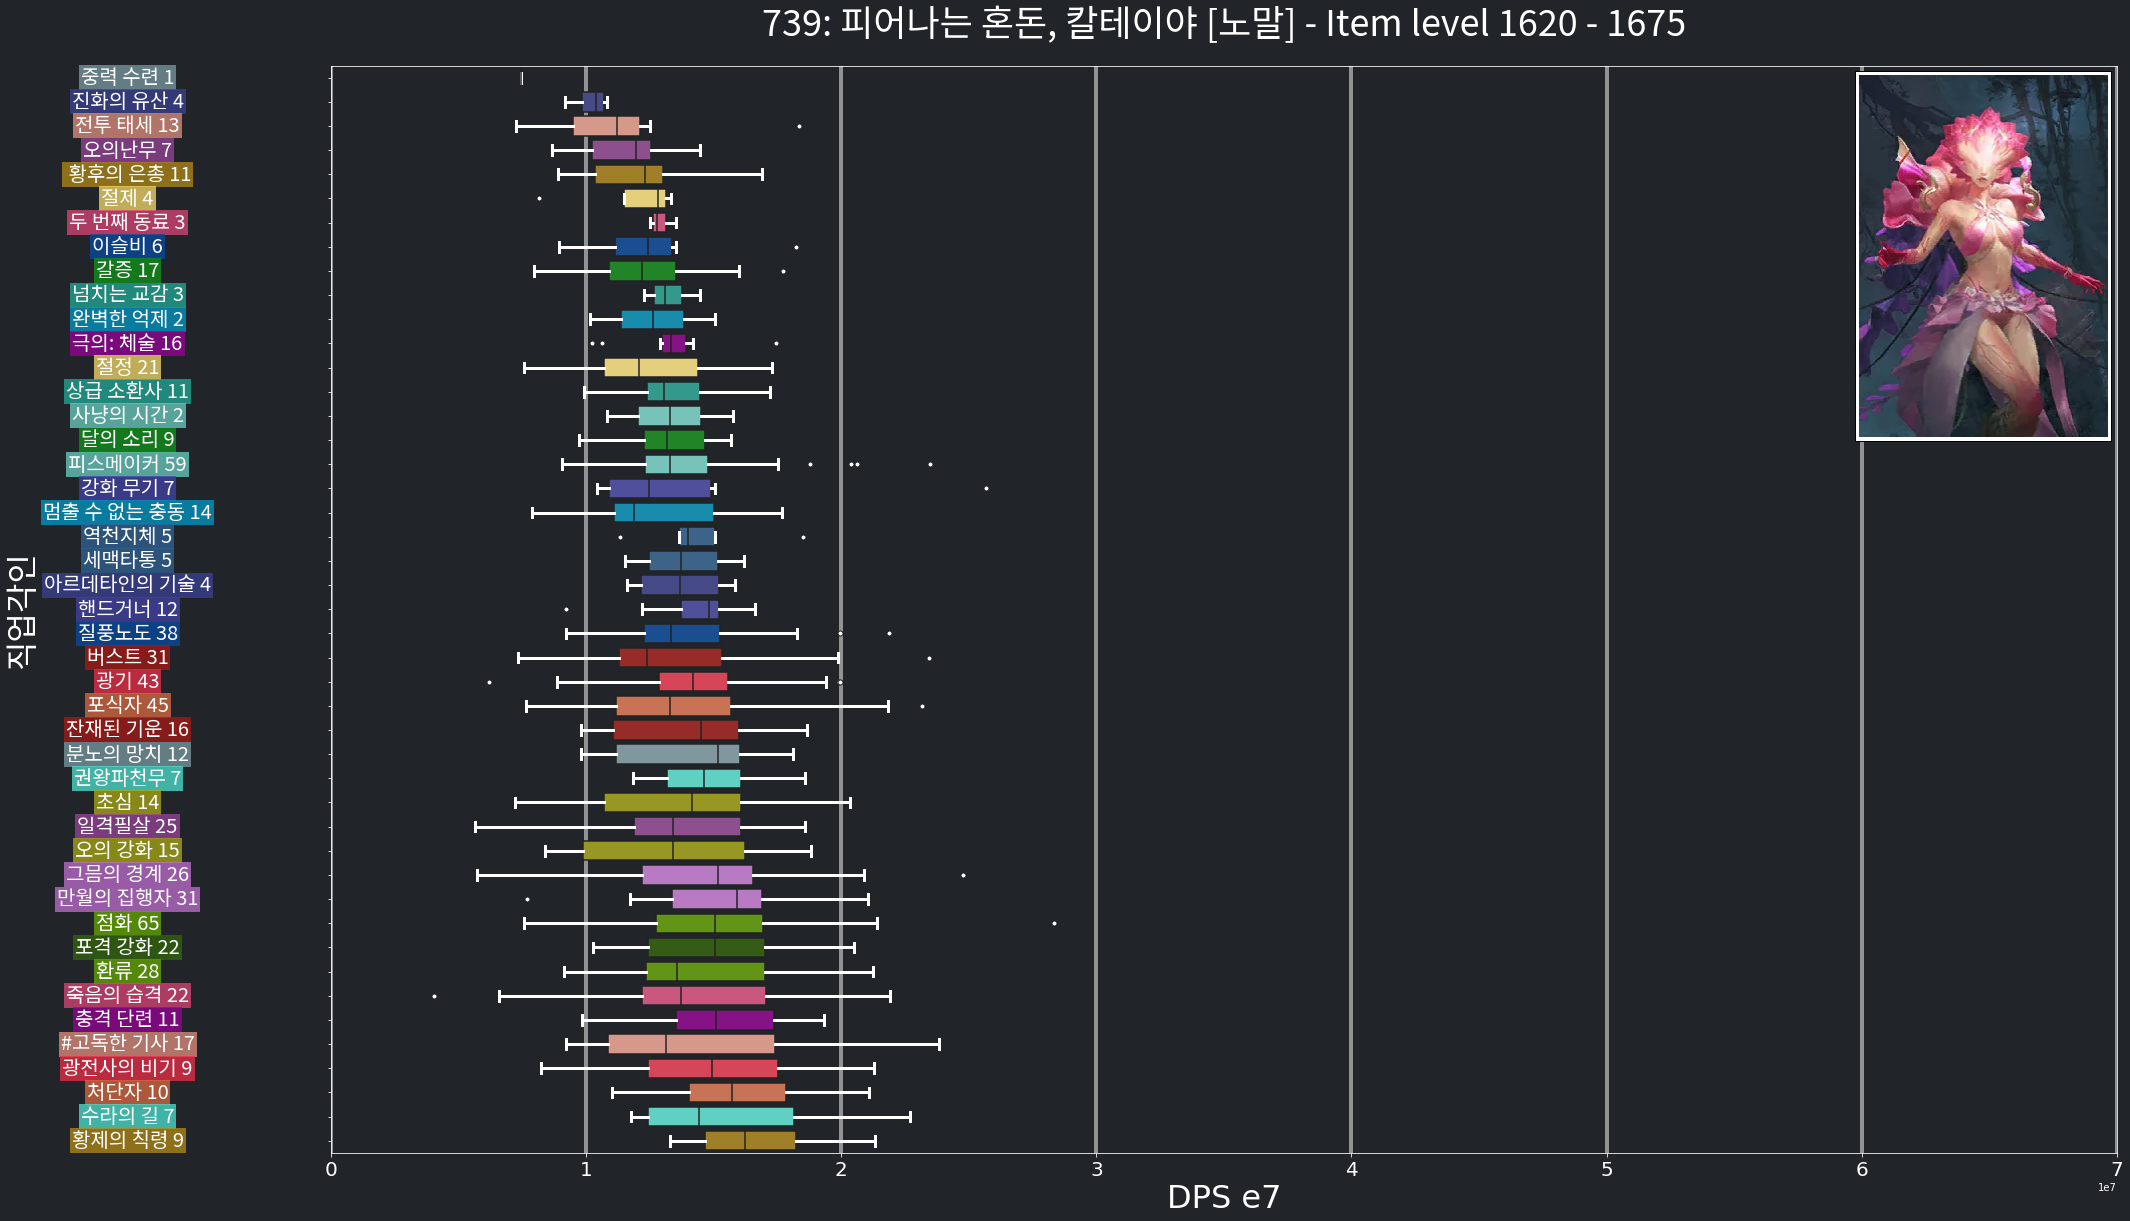 739: 피어나는 혼돈, 칼테이야 [노말] - Item level 1620 - 1675
중력 수련 1
진화의 유산 4
전투 태세 13
오의난무 7
황후의 은총 11
절제 4
두 번째 동료 3
이슬비 6
갈증 17
넘치는 교감 3
완벽한 억제 2
극의: 체술 16
절정 21
상급 소환사 11
사냥의 시간 2
달의 소리 9
피스메이커 59
강화 무기 7
멈출 수 없는 충동 14
역천지체 5
세맥타통 5
아르데타인의 기술 4
핸드거너 12
질풍노도 38
버스트 31
광기 43
포식자 45
잔재된 기운 16
분노의 망치 12
권왕파천무 7
초심 14
일격필살 25
오의 강화 15
그믐의 경계 26
만월의 집행자 31
점화 65
포격 강화 22
환류 28
죽음의 습격 22
충격 단련 11
#고독한 기사 17
광전사의 비기 9
처단자 10
수라의 길 7
황제의 칙령 9
직업각인
0 1 2 3 4 5 6 7
1e7
DPS e7